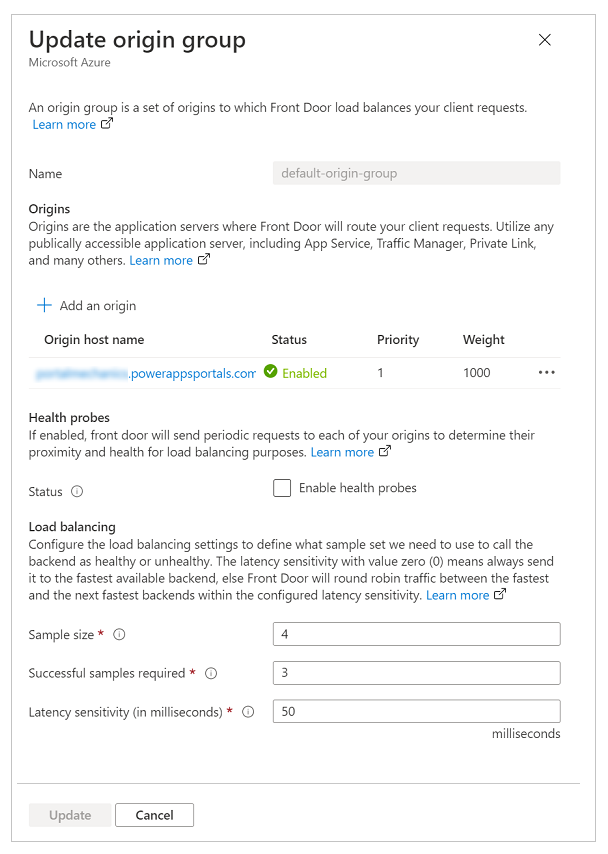 Update origin group
Microsoft Azure
An origin group is a set of origins to which Front Door load balances your client requests.
Learn more
Name
default-origin-group
Origins
Origins are the application servers where Front Door will route your client requests. Utilize any
publically accessible application server, including App Service, Traffic Manager, Private Link,
and many others. Learn more
Add an origin
Origin host name Status Priority Weight
.powerappsportals.com Enabled 1 1000
Health probes
If enabled, front door will send periodic requests to each of your origins to determine their
proximity and health for load balancing purposes. Learn more
Status Enable health probes
Load balancing
Configure the load balancing settings to define what sample set we need to use to call the
backend as healthy or unhealthy. The latency sensitivity with value zero (0) means always send
it to the fastest available backend, else Front Door will round robin traffic between the fastest
and the next fastest backends within the configured latency sensitivity. Learn more
Sample size * 4
Successful samples required * 3
Latency sensitivity (in milliseconds) * 50
milliseconds
Update Cancel